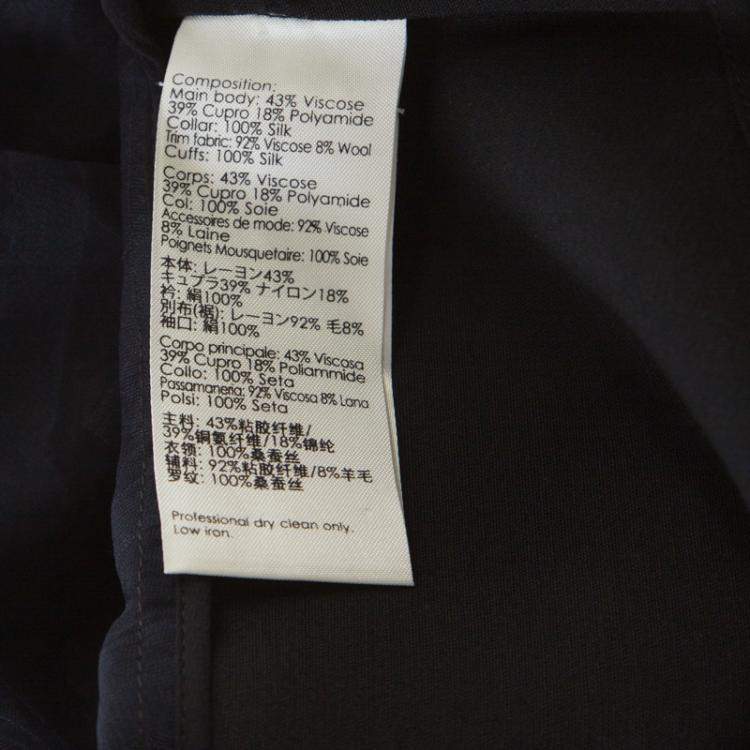 Composition:
Main body: 43% Viscose
39% Cupro 18% Polyamide
Collar: 100% Silk
Trim fabric: 92% Viscose 8% Wool
Cuffs: 100% Silk
Corps: 43% Viscose
39% Cupro 18% Polyamide
Col: 100% Soie
Accessoires de mode: 92% Viscose
8% Laine
Poignets Mousquetaire: 100% Soie
本体: レーヨン43%
キュプラ39% ナイロン18%
衿: 絹100%
別布(裾): レーヨン92% 毛8%
袖口: 絹100%
Corpo principale: 43% Viscosa
39% Cupro 18% Poliammide
Collo: 100% Seta
Passamaneria: 92% Viscosa 8% Lana
Polsi: 100% Seta
主料: 43%粘胶纤维/
39%铜氨纤维/18%锦纶
衣领: 100%桑蚕丝
辅料: 92%粘胶纤维/8%羊毛
罗纹: 100%桑蚕丝
Professional dry clean only.
Low iron.